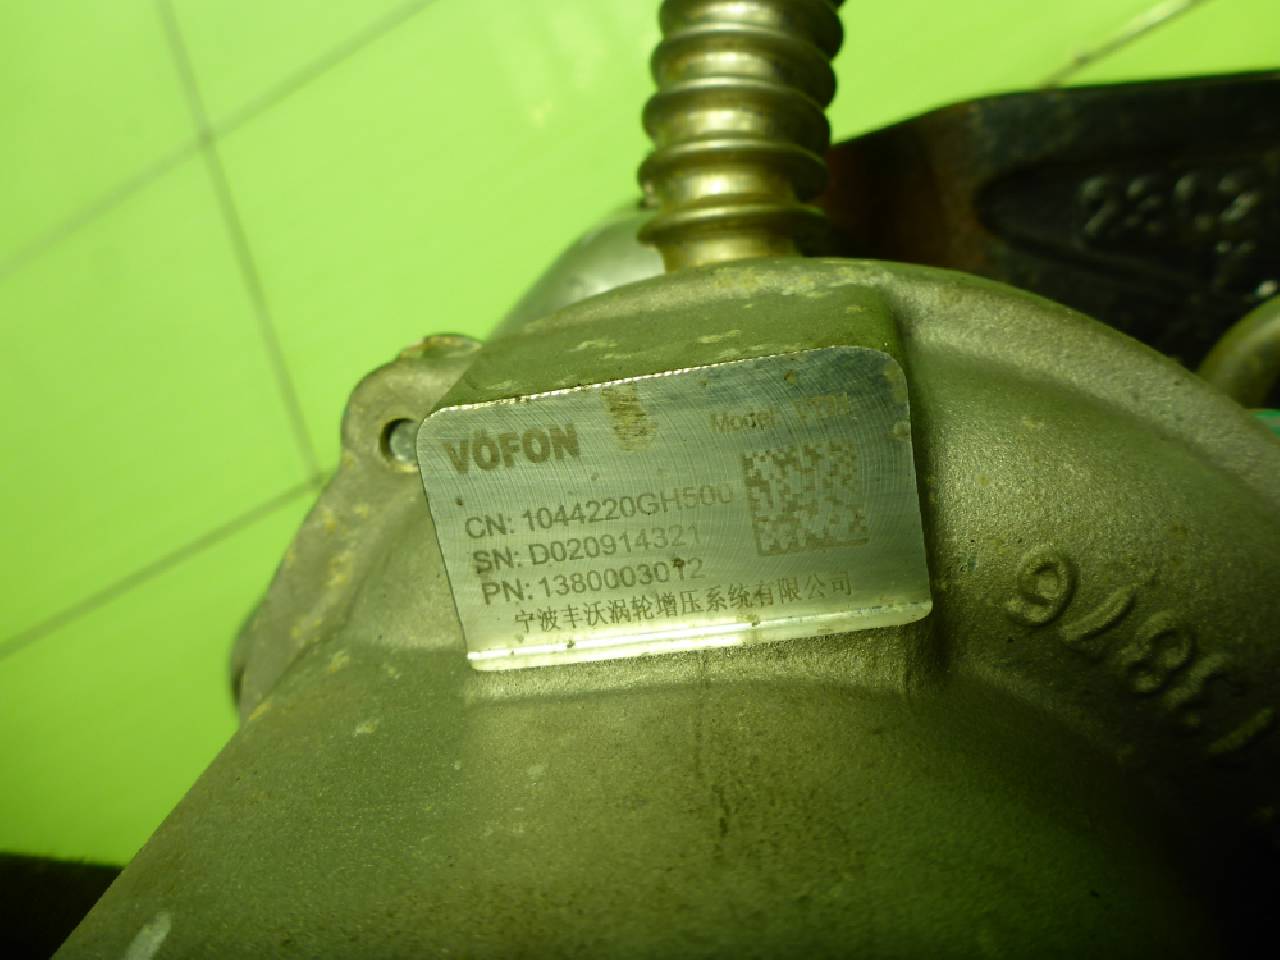 VOFON
Model
CN: 1044220GH500
SN: D020914321
PN: 1380003012
宁波丰沃涡轮增压系统有限公司